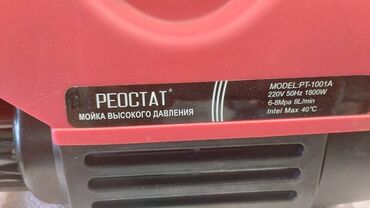 РЕОСТАТ®
МОЙКА ВЫСОКОГО ДАВЛЕНИЯ
MODEL:PT-1001A
220V 50Hz 1800W
6-8Mpa 8L/min
Intel Max 40℃